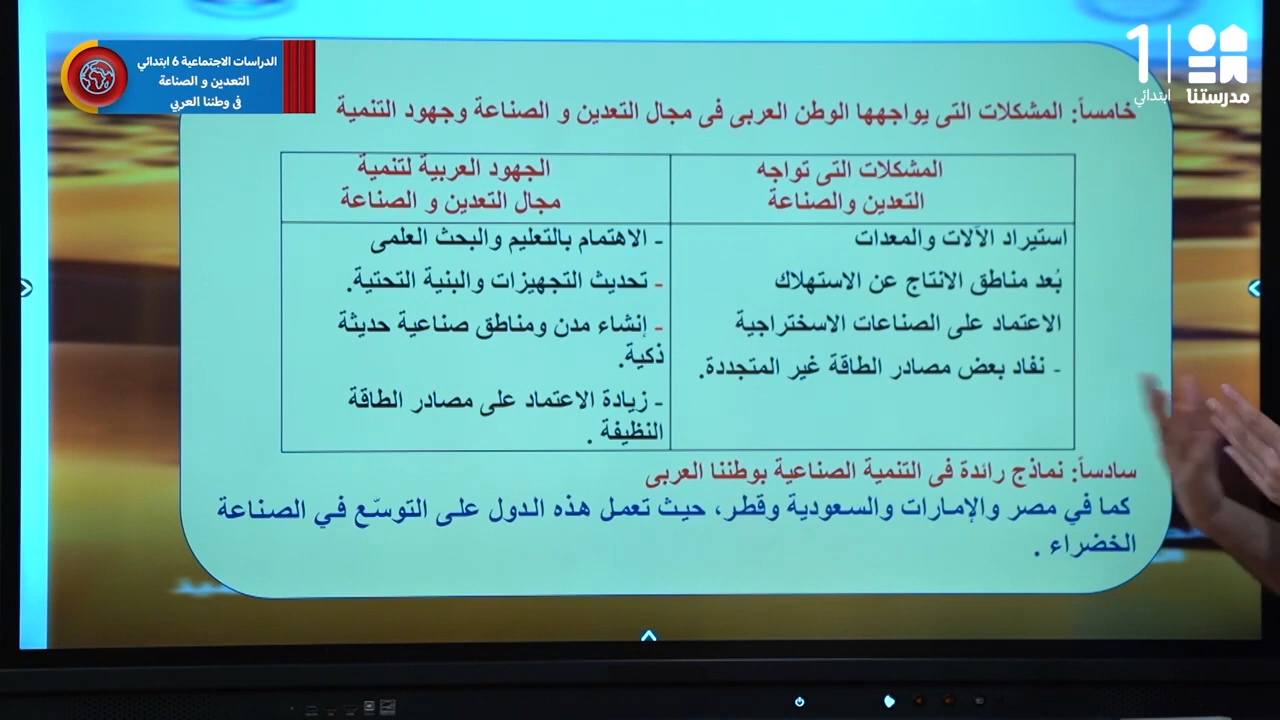 الدراسات الاجتماعية 6 ابتدائي
التعدين و الصناعة
فى وطننا العربي
1
ابتدائي
مدرستنا
خامساً: المشكلات التى يواجهها الوطن العربى فى مجال التعدين و الصناعة وجهود التنمية
المشكلات التى تواجه
التعدين والصناعة
استيراد الآلات والمعدات
بُعد مناطق الانتاج عن الاستهلاك
الاعتماد على الصناعات الاسختراجية
- نفاد بعض مصادر الطاقة غير المتجددة.
الجهود العربية لتنمية
مجال التعدين و الصناعة
- الاهتمام بالتعليم والبحث العلمى
- تحديث التجهيزات والبنية التحتية.
- إنشاء مدن ومناطق صناعية حديثة
ذكية.
- زيادة الاعتماد على مصادر الطاقة
النظيفة .
سادساً: نماذج رائدة فى التنمية الصناعية بوطننا العربى
كما في مصر والإمارات والسعودية وقطر، حيث تعمل هذه الدول على التوسّع في الصناعة
الخضراء .